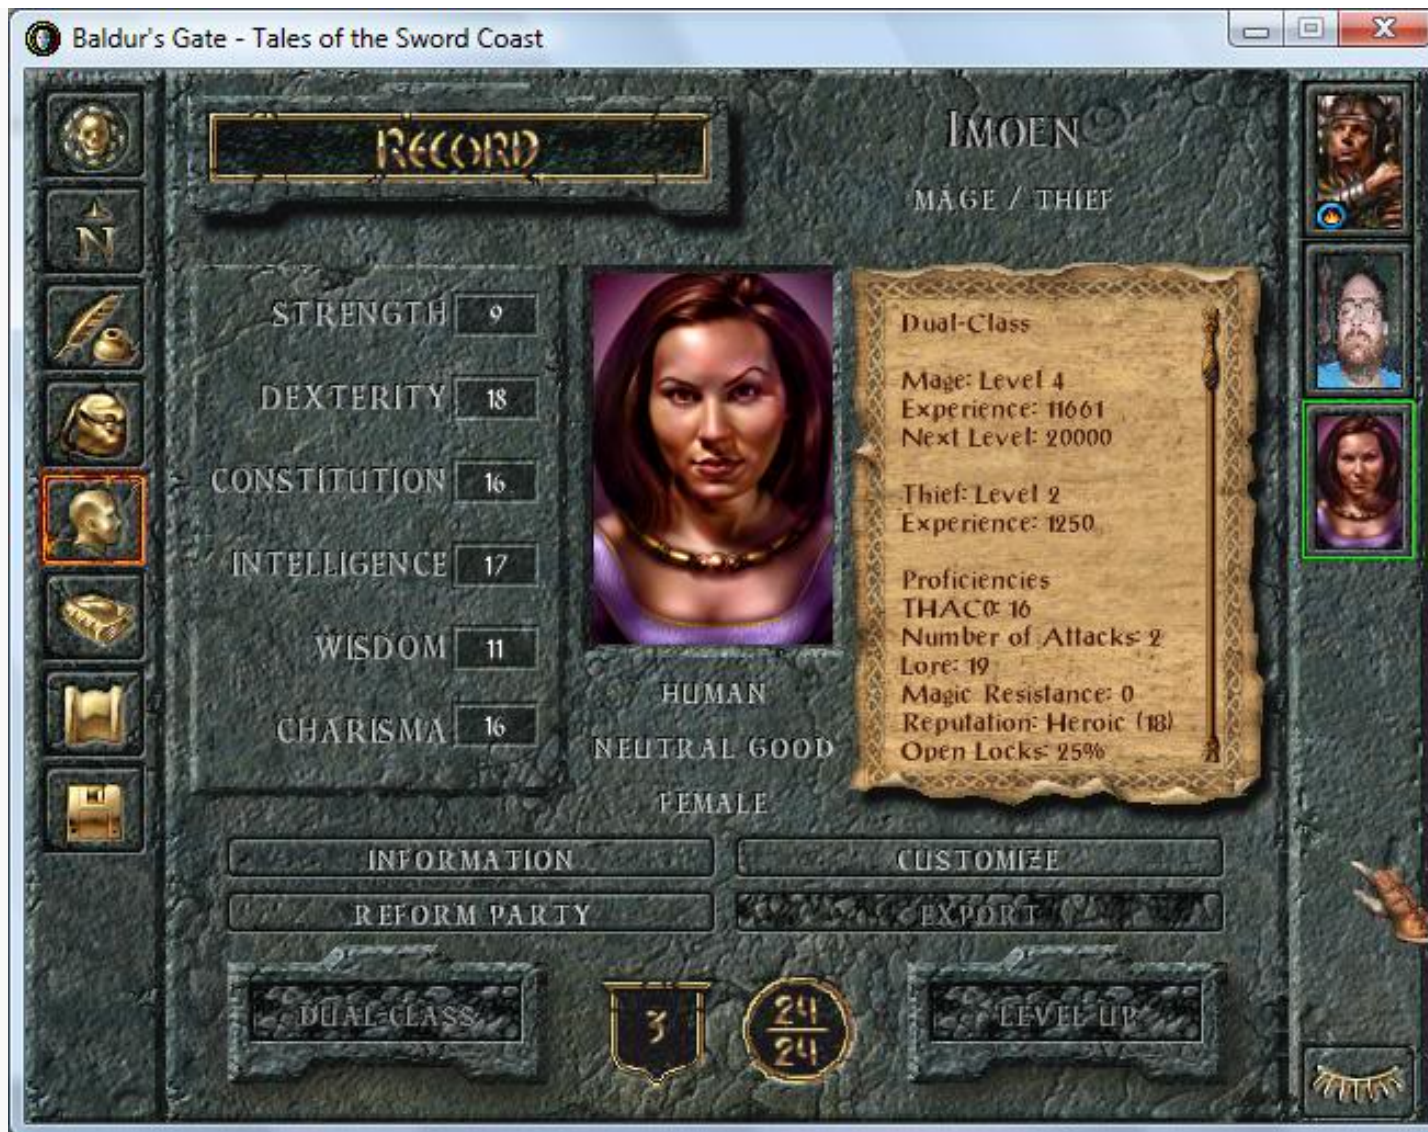 Baldur's Gate - Tales of the Sword Coast
RECORD
IMOEN
MAGE / THIEF
STRENGTH 9
DEXTERITY 18
CONSTITUTION 16
INTELLIGENCE 17
WISDOM 11
CHARISMA 16
HUMAN
NEUTRAL GOOD
FEMALE
Dual-Class
Mage: Level 4
Experience: 11661
Next Level: 20000
Thief: Level 2
Experience: 1250
Proficiencies
THAC0: 16
Number of Attacks: 2
Lore: 19
Magic Resistance: 0
Reputation: Heroic (18)
Open Locks: 25%
INFORMATION
CUSTOMIZE
REFORM PARTY
EXPORT
DUAL-CLASS
3
24
24
LEVEL UP
N